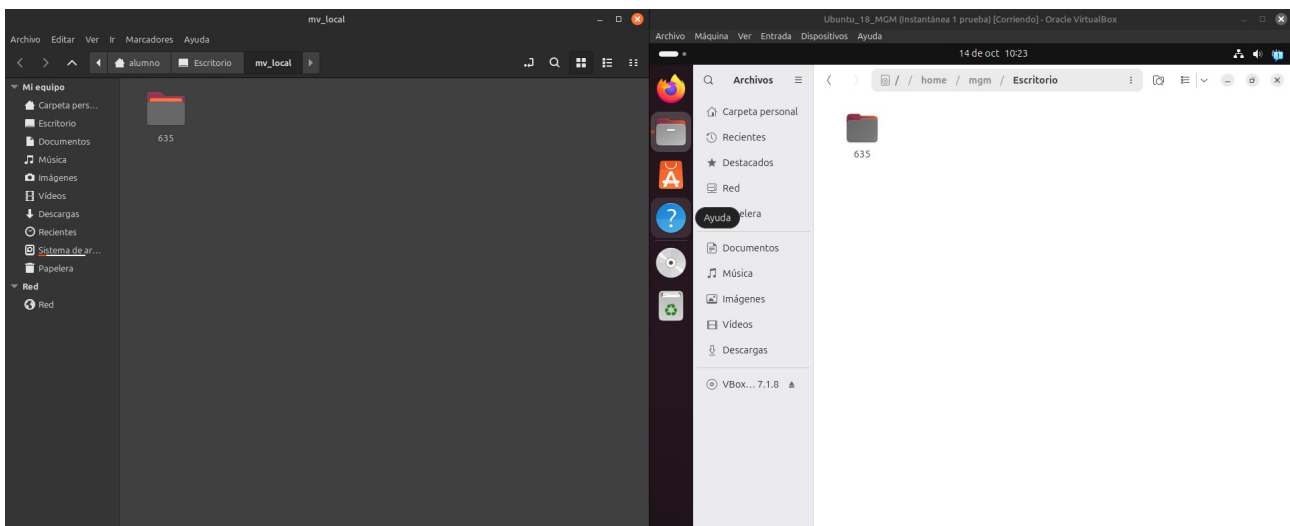 mv_local
Archivo Editar Ver Ir Marcadores Ayuda
alumno Escritorio mv_local
Mi equipo
Carpeta pers...
Escritorio
Documentos
Música
Imágenes
Vídeos
Descargas
Recientes
Sistema de ar...
Papelera
Red
Red
635
Ubuntu_18_MGM (Instantánea 1 prueba) [Corriendo] - Oracle VirtualBox
Archivo Máquina Ver Entrada Dispositivos Ayuda
14 de oct 10:23
Archivos
/ / home / mgm / Escritorio
Carpeta personal
Recientes
Destacados
Red
Ayuda elera
Documentos
Música
Imágenes
Vídeos
Descargas
VBox... 7.1.8
635